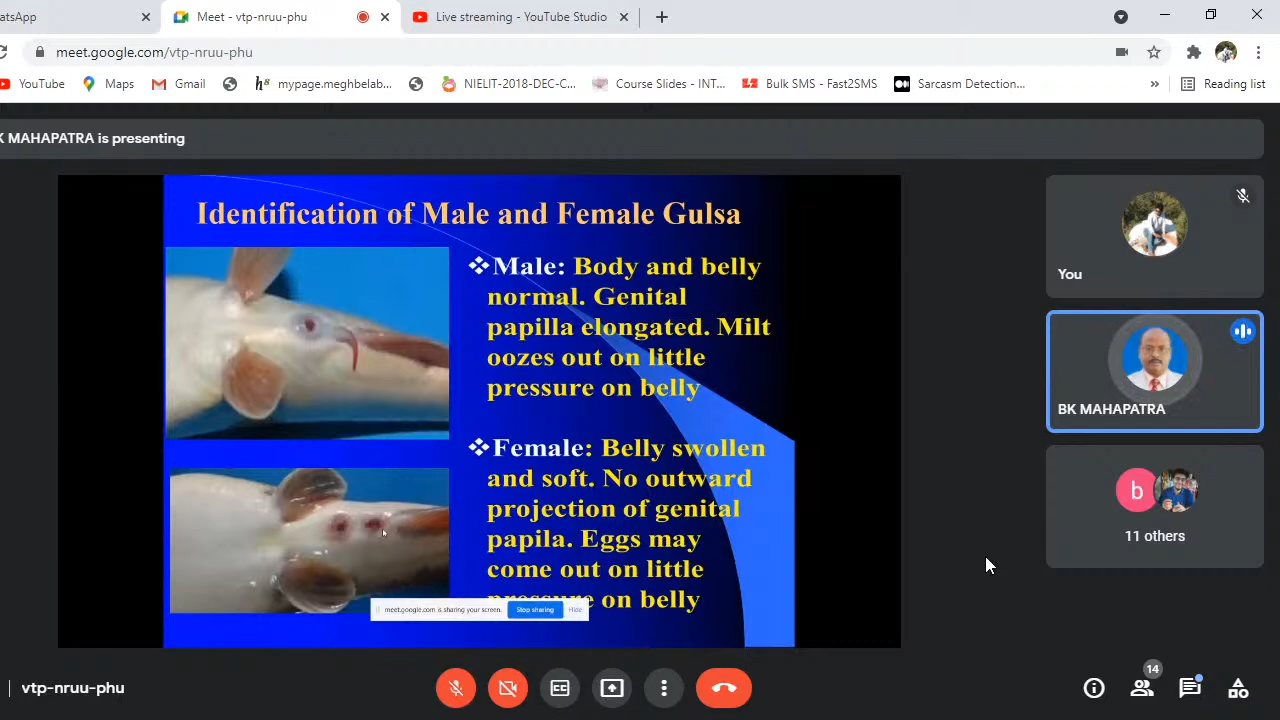 atsApp
Meet - vtp-nruu-phu
Live streaming - YouTube Studio
meet.google.com/vtp-nruu-phu
YouTube
Maps
Gmail
mypage.meghbelab...
NIELIT-2018-DEC-C...
Course Slides - INT...
Bulk SMS - Fast2SMS
Sarcasm Detection...
»
Reading list
K MAHAPATRA is presenting
Identification of Male and Female Gulsa
❖Male: Body and belly
normal. Genital
papilla elongated. Milt
oozes out on little
pressure on belly
❖Female: Belly swollen
and soft. No outward
projection of genital
papila. Eggs may
come out on little
pressure on belly
meet.google.com is sharing your screen.
Stop sharing
Hide
You
BK MAHAPATRA
b
11 others
vtp-nruu-phu
14